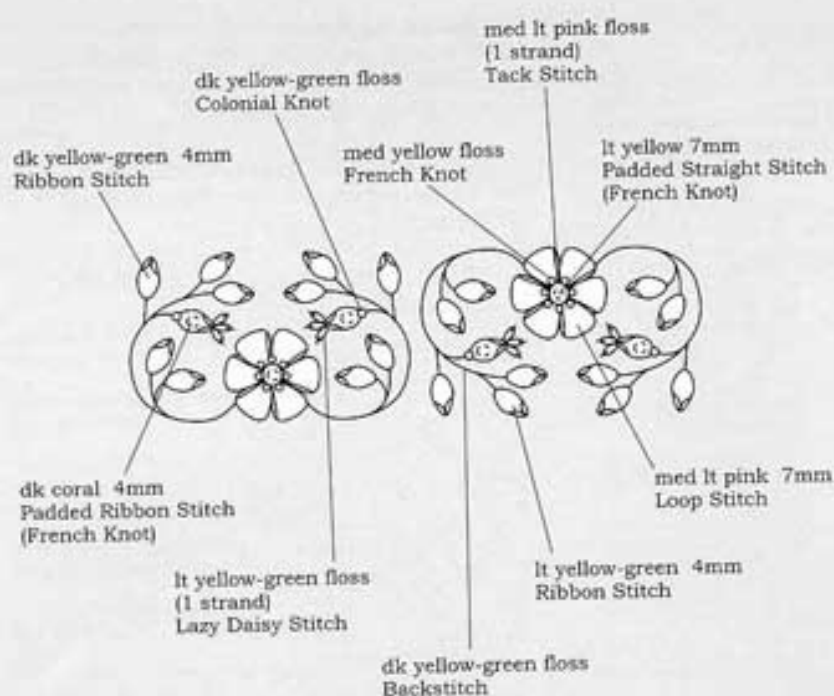 med lt pink floss
(1 strand)
Tack Stitch
dk yellow-green floss
Colonial Knot
dk yellow-green 4mm
Ribbon Stitch
med yellow floss
French Knot
lt yellow 7mm
Padded Straight Stitch
(French Knot)
dk coral 4mm
Padded Ribbon Stitch
(French Knot)
med lt pink 7mm
Loop Stitch
lt yellow-green floss
(1 strand)
Lazy Daisy Stitch
lt yellow-green 4mm
Ribbon Stitch
dk yellow-green floss
Backstitch